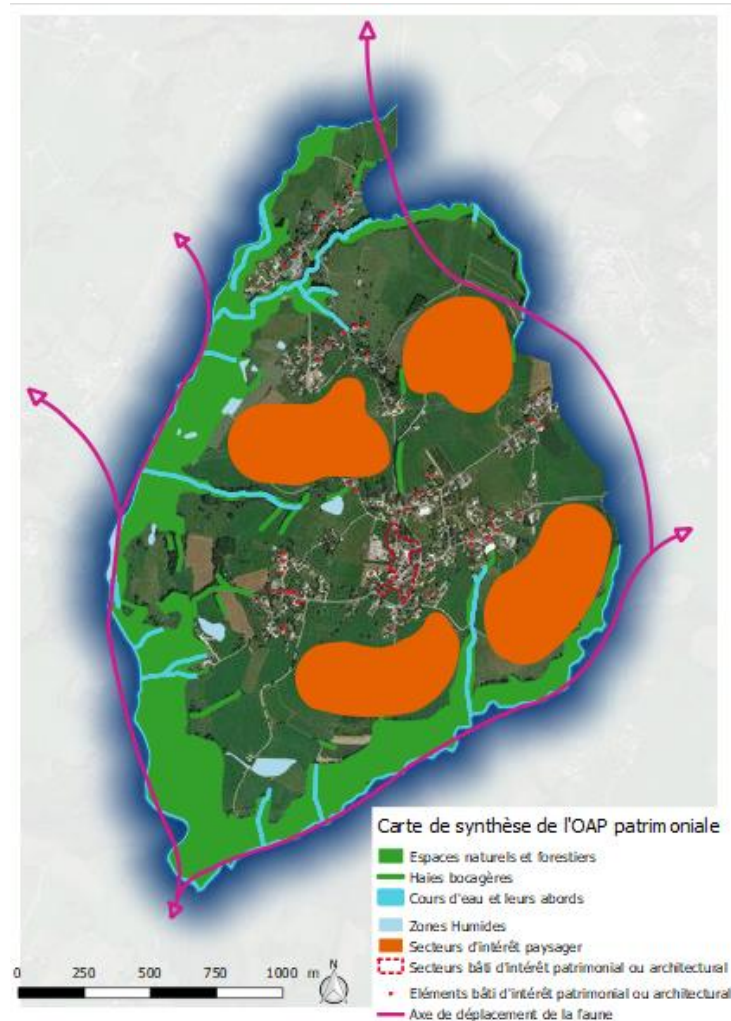 Carte de synthèse de l'OAP patrimoniale
Espaces naturels et forestiers
Haies bocagères
Cours d'eau et leurs abords
Zones Humides
Secteurs d'intérêt paysager
Secteurs bâti d'intérêt patrimonial ou architectural
Eléments bâti d'intérêt patrimonial ou architectural
Axe de déplacement de la faune
0 250 500 750 1000 m
N